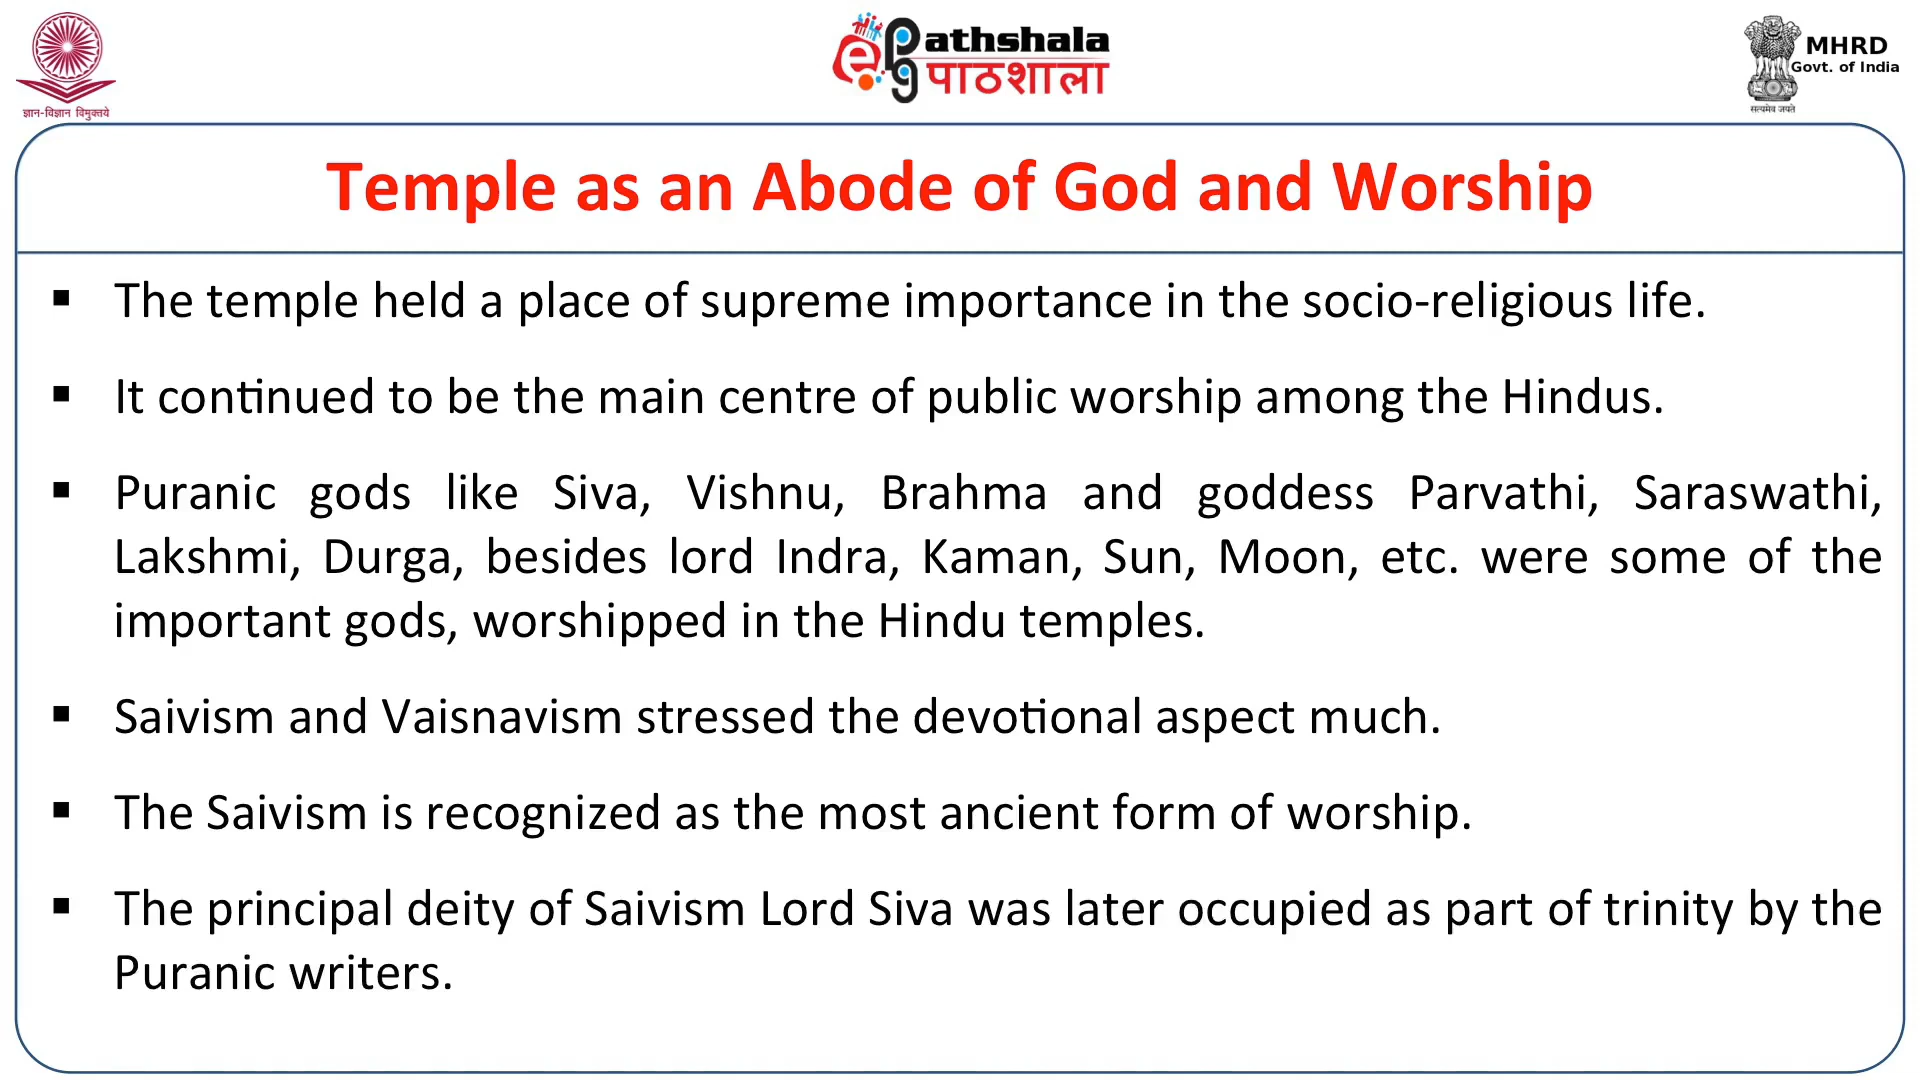 ज्ञान-विज्ञान विमुक्तये
e Pathshala
पाठशाला
MHRD
Govt. of India
सत्यमेव जयते
Temple as an Abode of God and Worship
▪ The temple held a place of supreme importance in the socio-religious life.
▪ It continued to be the main centre of public worship among the Hindus.
▪ Puranic gods like Siva, Vishnu, Brahma and goddess Parvathi, Saraswathi,
Lakshmi, Durga, besides lord Indra, Kaman, Sun, Moon, etc. were some of the
important gods, worshipped in the Hindu temples.
▪ Saivism and Vaisnavism stressed the devotional aspect much.
▪ The Saivism is recognized as the most ancient form of worship.
▪ The principal deity of Saivism Lord Siva was later occupied as part of trinity by the
Puranic writers.